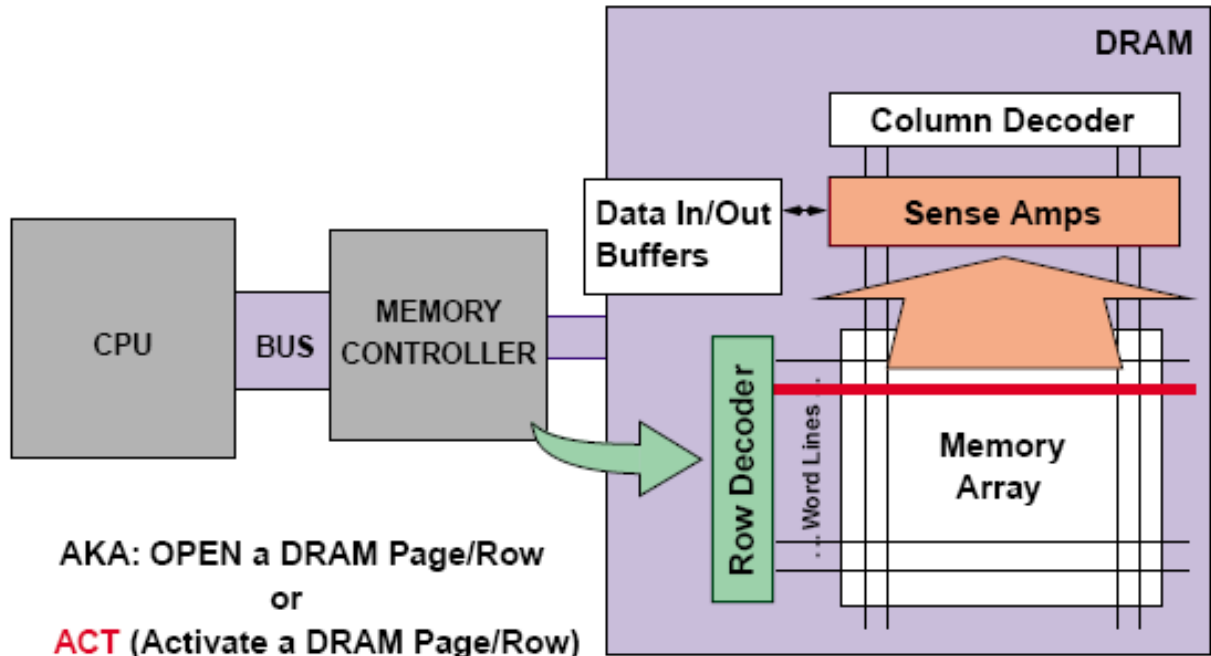 DRAM
Column Decoder
Sense Amps
Data In/Out
Buffers
CPU
BUS
MEMORY
CONTROLLER
Row Decoder
... Word Lines ...
Memory
Array
AKA: OPEN a DRAM Page/Row
or
ACT (Activate a DRAM Page/Row)